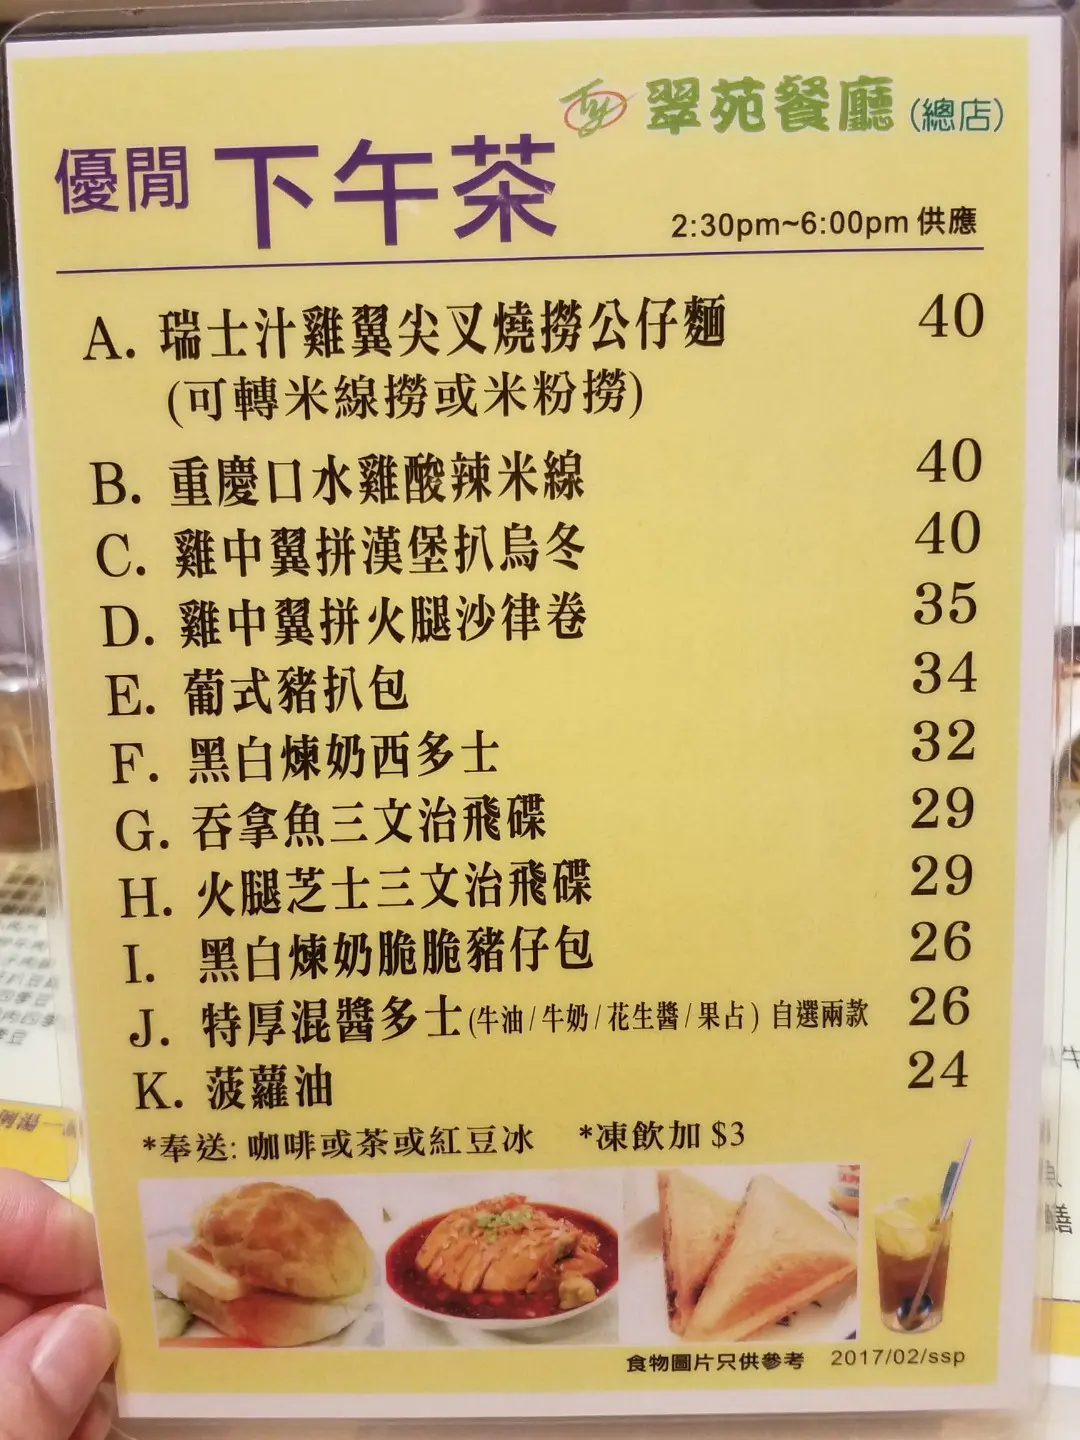 Ty 翠苑餐廳(總店)
優閒 下午茶
2:30pm~6:00pm 供應
A. 瑞士汁雞翼尖叉燒撈公仔麵 40
(可轉米線撈或米粉撈)
B. 重慶口水雞酸辣米線 40
C. 雞中翼拼漢堡扒烏冬 40
D. 雞中翼拼火腿沙律卷 35
E. 葡式豬扒包 34
F. 黑白煉奶西多士 32
G. 吞拿魚三文治飛碟 29
H. 火腿芝士三文治飛碟 29
I. 黑白煉奶脆脆豬仔包 26
J. 特厚混醬多士(牛油/牛奶/花生醬/果占) 自選兩款 26
K. 菠蘿油 24
*奉送: 咖啡或茶或紅豆冰 *凍飲加 $3
食物圖片只供參考 2017/02/ssp